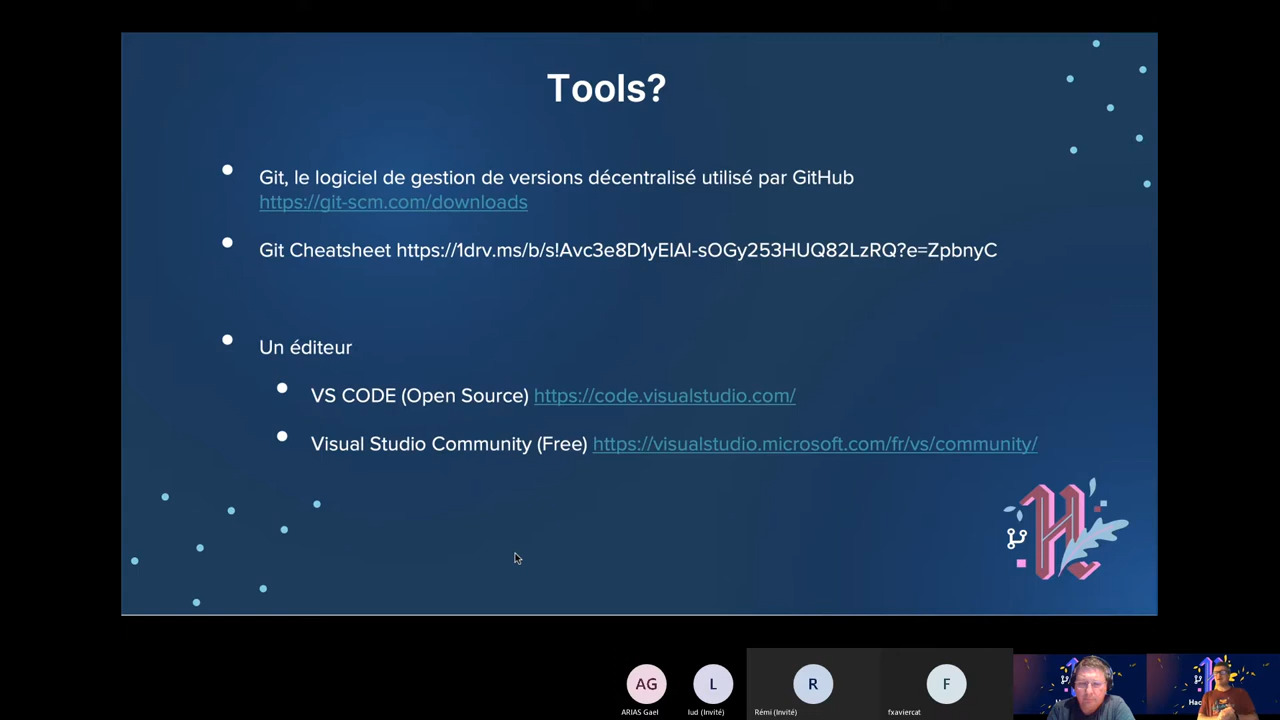 Tools?
Git, le logiciel de gestion de versions décentralisé utilisé par GitHub
https://git-scm.com/downloads
Git Cheatsheet https://1drv.ms/b/s!Avc3e8D1yEIAl-sOGy253HUQ82LzRQ?e=ZpbnyC
Un éditeur
VS CODE (Open Source) https://code.visualstudio.com/
Visual Studio Community (Free) https://visualstudio.microsoft.com/fr/vs/community/
H
AG
L
R
F
ARIAS Gael
lud (Invité)
Rémi (Invité)
fxaviercat